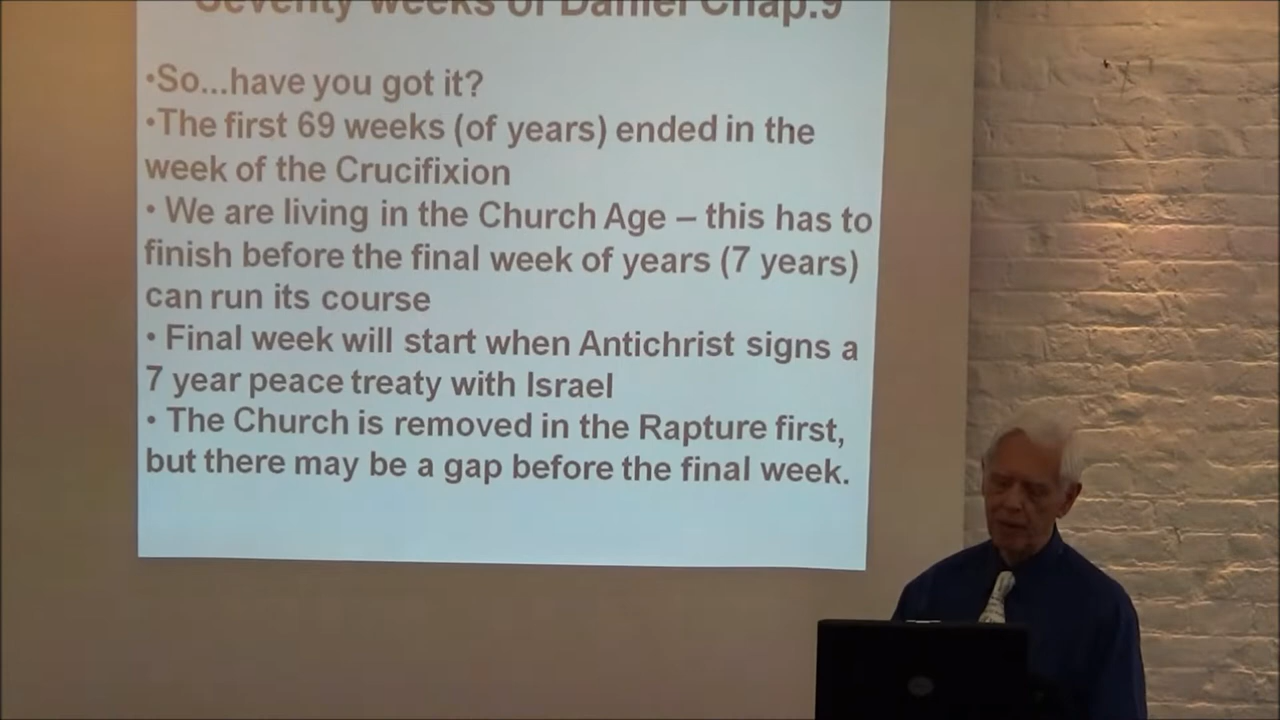 Seventy weeks of Daniel Chap.9
•So...have you got it?
•The first 69 weeks (of years) ended in the
week of the Crucifixion
• We are living in the Church Age – this has to
finish before the final week of years (7 years)
can run its course
• Final week will start when Antichrist signs a
7 year peace treaty with Israel
• The Church is removed in the Rapture first,
but there may be a gap before the final week.